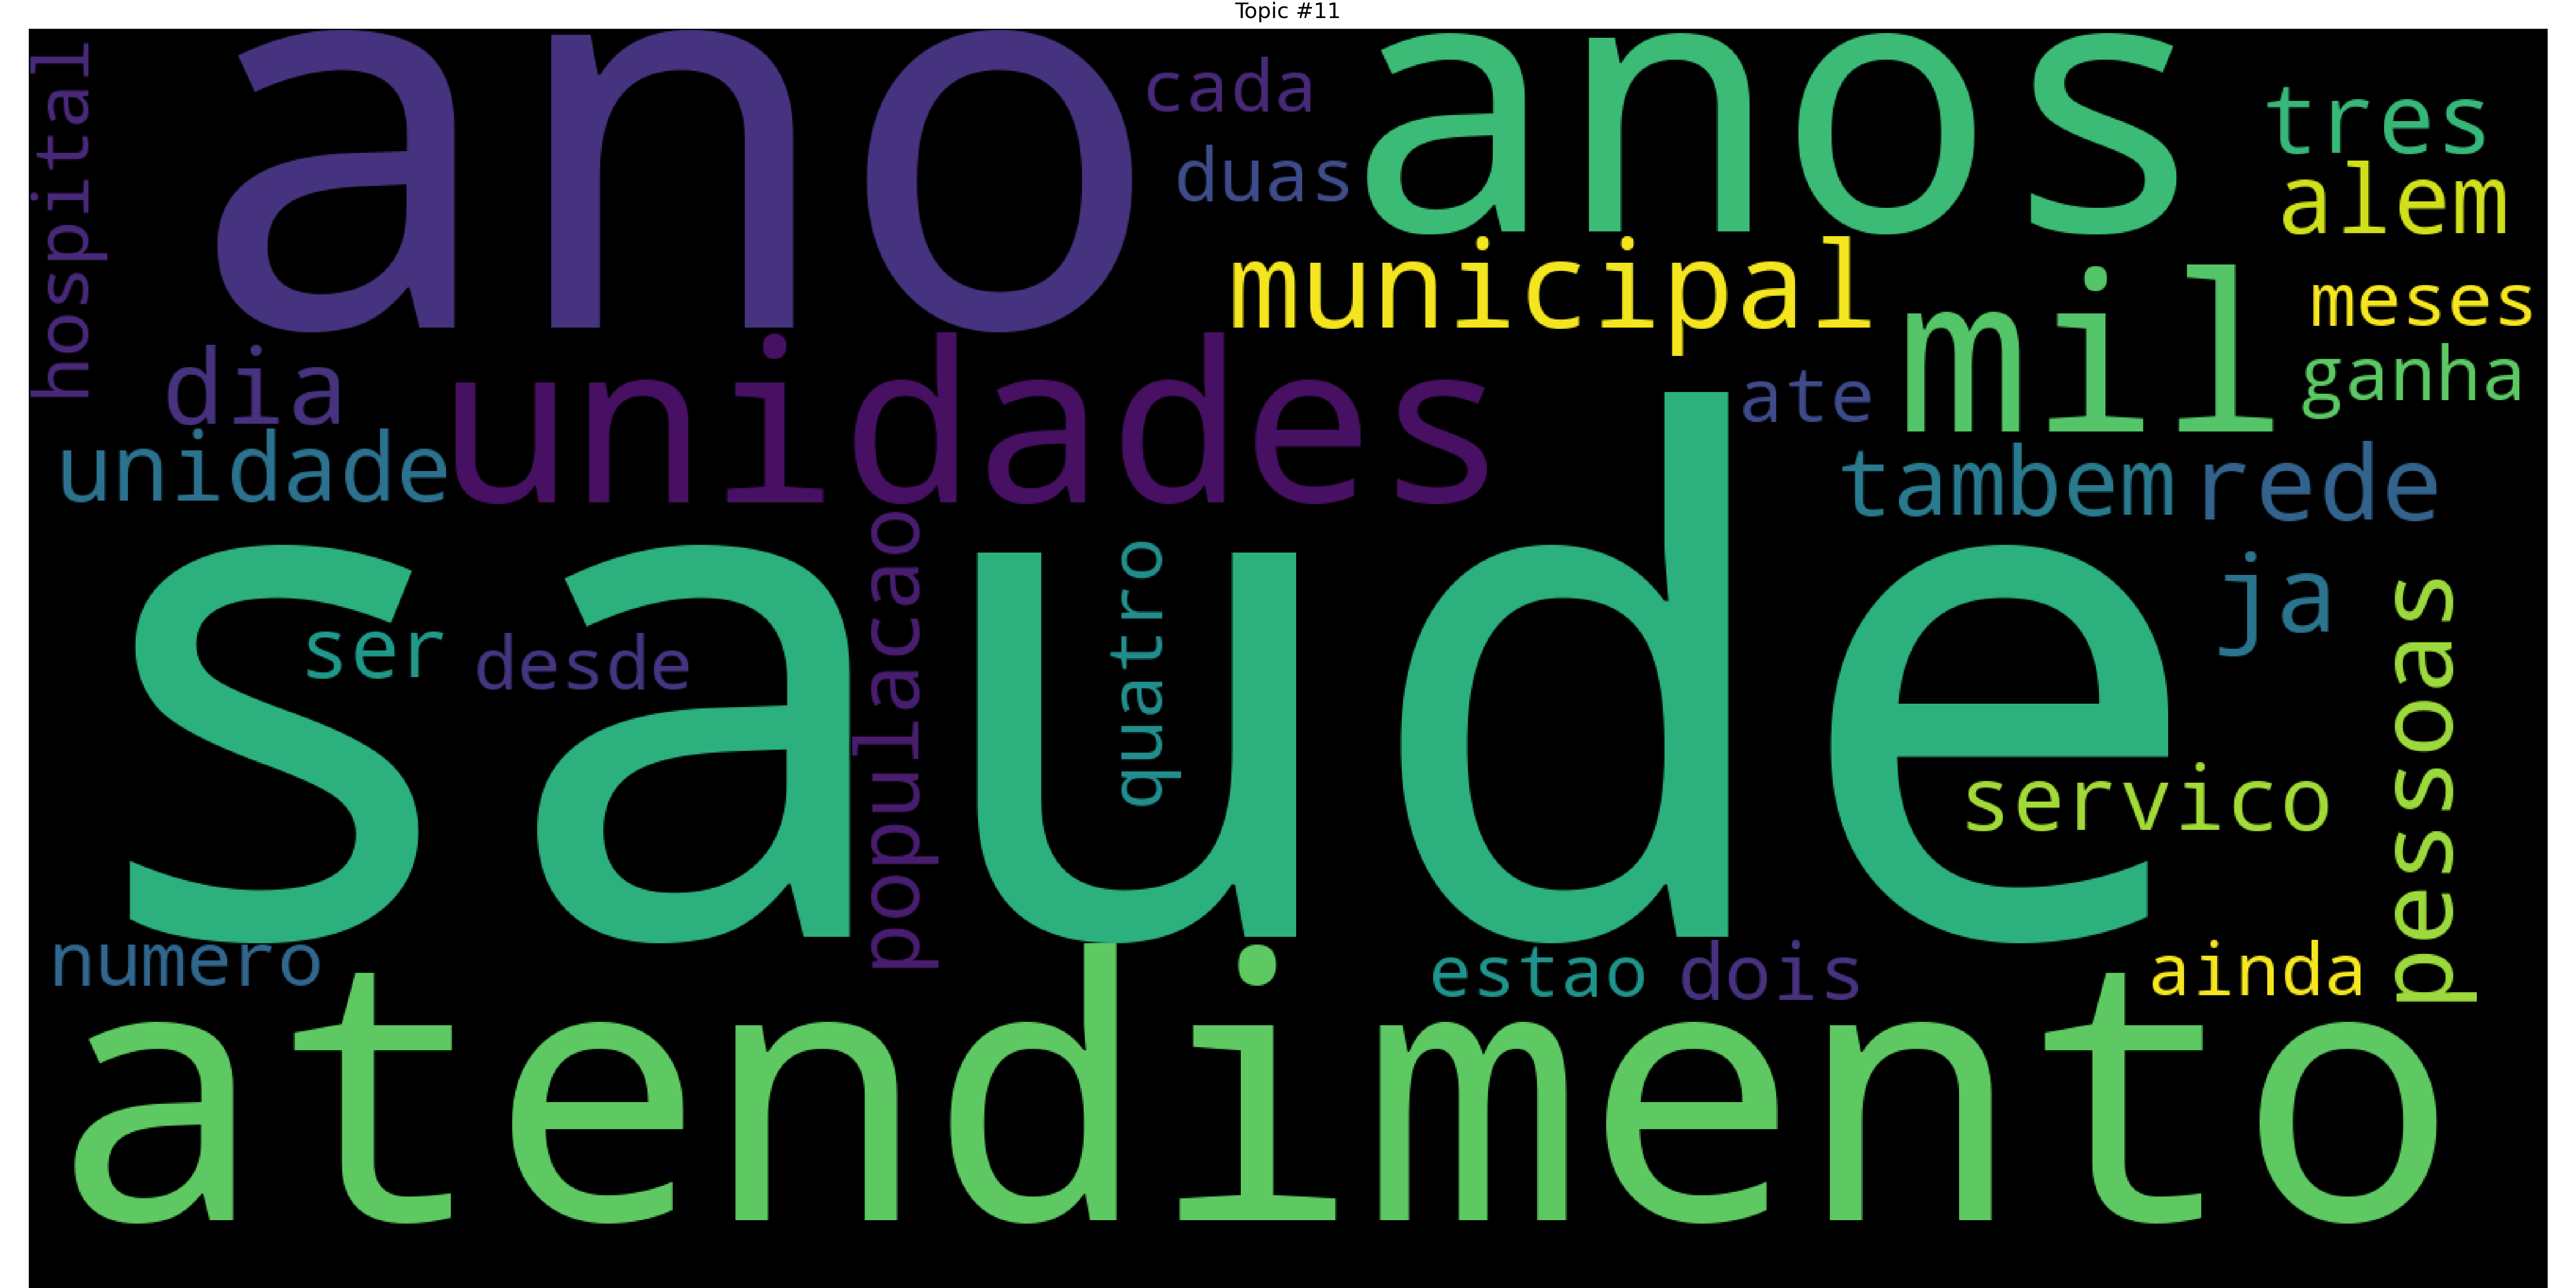 Topic #11
hospital
ano
cada
duas
anos
tres
alem
municipal
mil
meses
ganha
dia
unidade
unidades
ate
tambem
rede
saude
ser
desde
populacao
quatro
ja
servico
pessoas
numero
estao
dois
ainda
atendimento